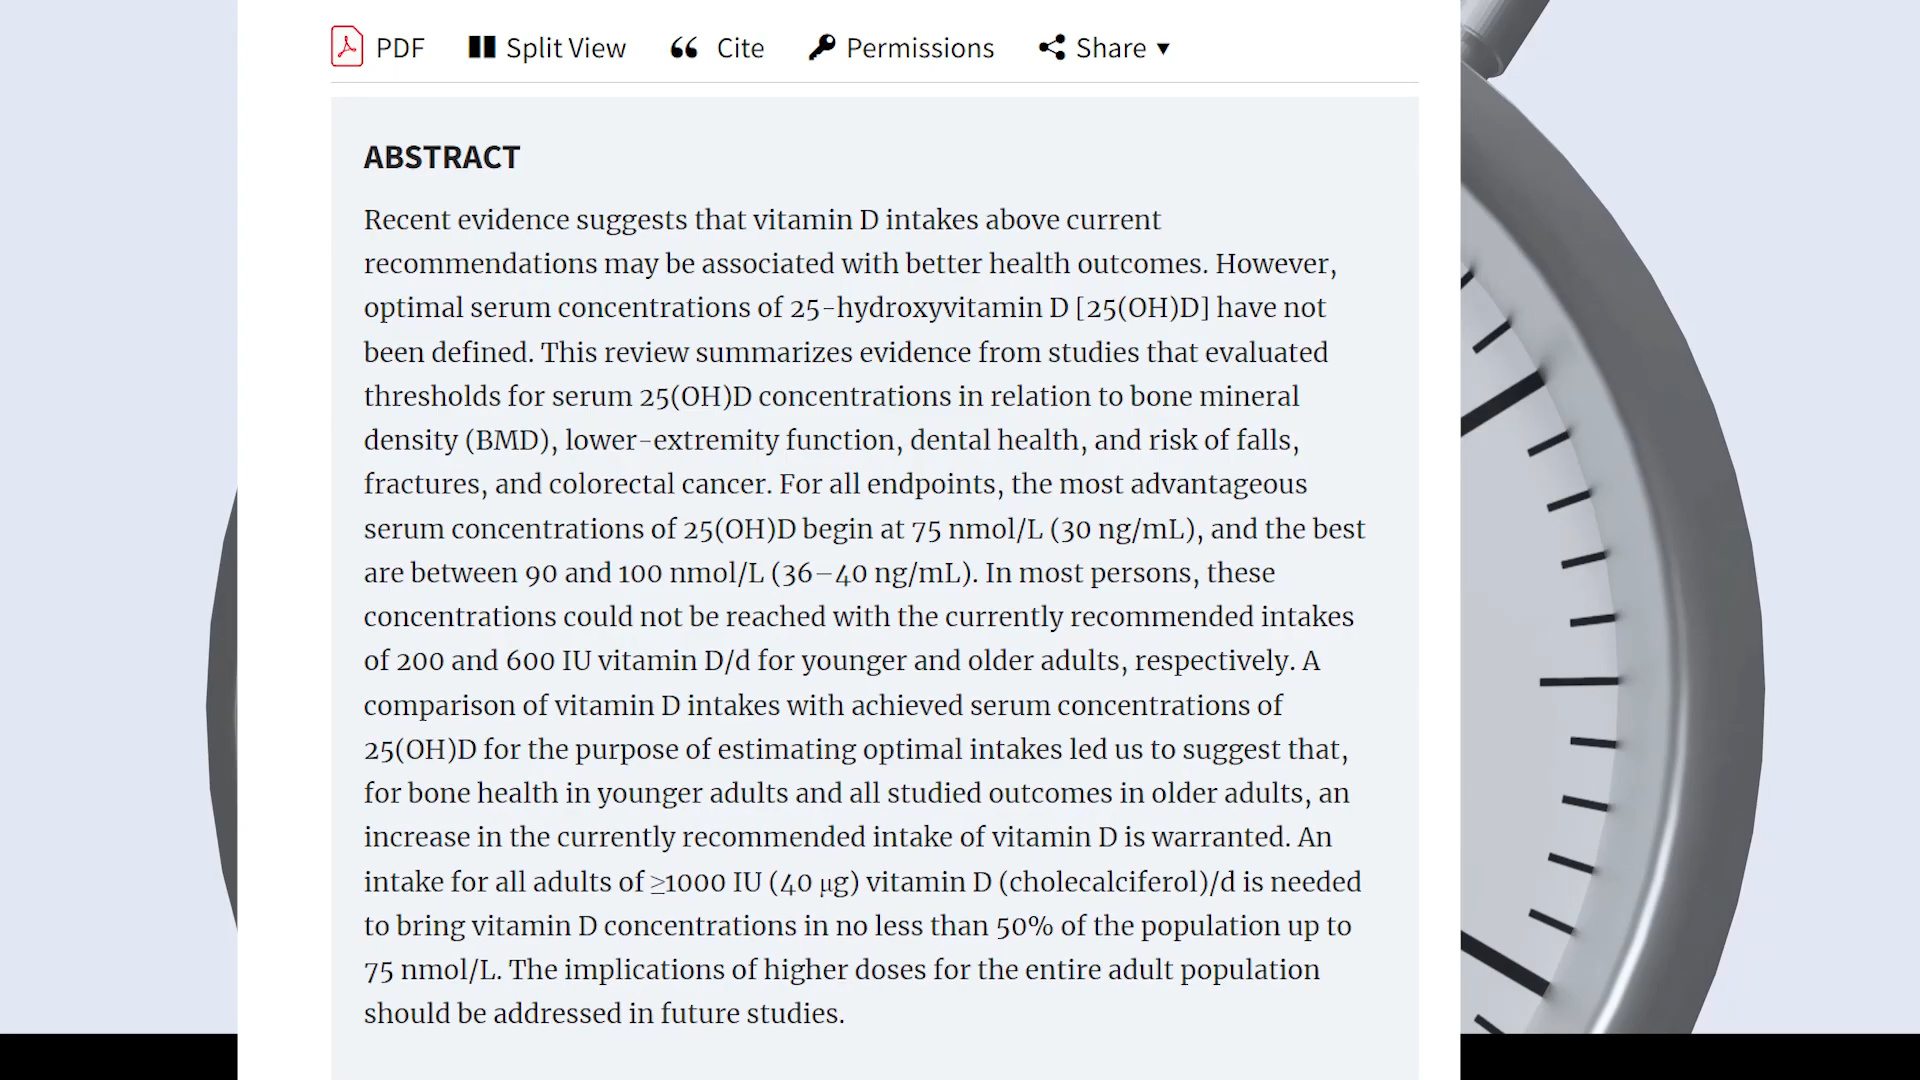 PDF Split View Cite Permissions Share
ABSTRACT
Recent evidence suggests that vitamin D intakes above current
recommendations may be associated with better health outcomes. However,
optimal serum concentrations of 25-hydroxyvitamin D [25(OH)D] have not
been defined. This review summarizes evidence from studies that evaluated
thresholds for serum 25(OH)D concentrations in relation to bone mineral
density (BMD), lower-extremity function, dental health, and risk of falls,
fractures, and colorectal cancer. For all endpoints, the most advantageous
serum concentrations of 25(OH)D begin at 75 nmol/L (30 ng/mL), and the best
are between 90 and 100 nmol/L (36–40 ng/mL). In most persons, these
concentrations could not be reached with the currently recommended intakes
of 200 and 600 IU vitamin D/d for younger and older adults, respectively. A
comparison of vitamin D intakes with achieved serum concentrations of
25(OH)D for the purpose of estimating optimal intakes led us to suggest that,
for bone health in younger adults and all studied outcomes in older adults, an
increase in the currently recommended intake of vitamin D is warranted. An
intake for all adults of ≥1000 IU (40 μg) vitamin D (cholecalciferol)/d is needed
to bring vitamin D concentrations in no less than 50% of the population up to
75 nmol/L. The implications of higher doses for the entire adult population
should be addressed in future studies.